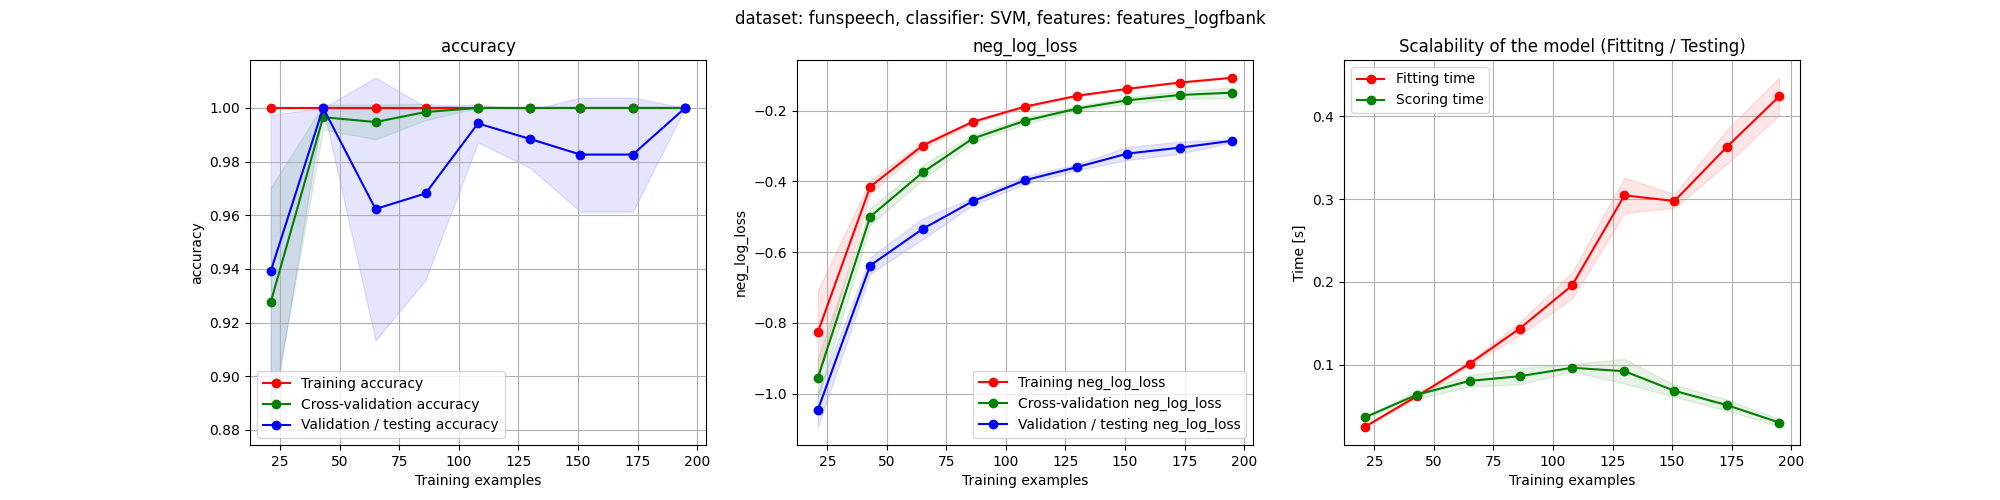 dataset: funspeech, classifier: SVM, features: features_logfbank
accuracy
accuracy
1.00
0.98
0.96
0.94
0.92
0.90
0.88
Training accuracy
Cross-validation accuracy
Validation / testing accuracy
25 50 75 100 125 150 175 200
Training examples
neg_log_loss
neg_log_loss
−0.2
−0.4
−0.6
−0.8
−1.0
Training neg_log_loss
Cross-validation neg_log_loss
Validation / testing neg_log_loss
25 50 75 100 125 150 175 200
Training examples
Scalability of the model (Fittitng / Testing)
Time [s]
Fitting time
Scoring time
0.4
0.3
0.2
0.1
25 50 75 100 125 150 175 200
Training examples